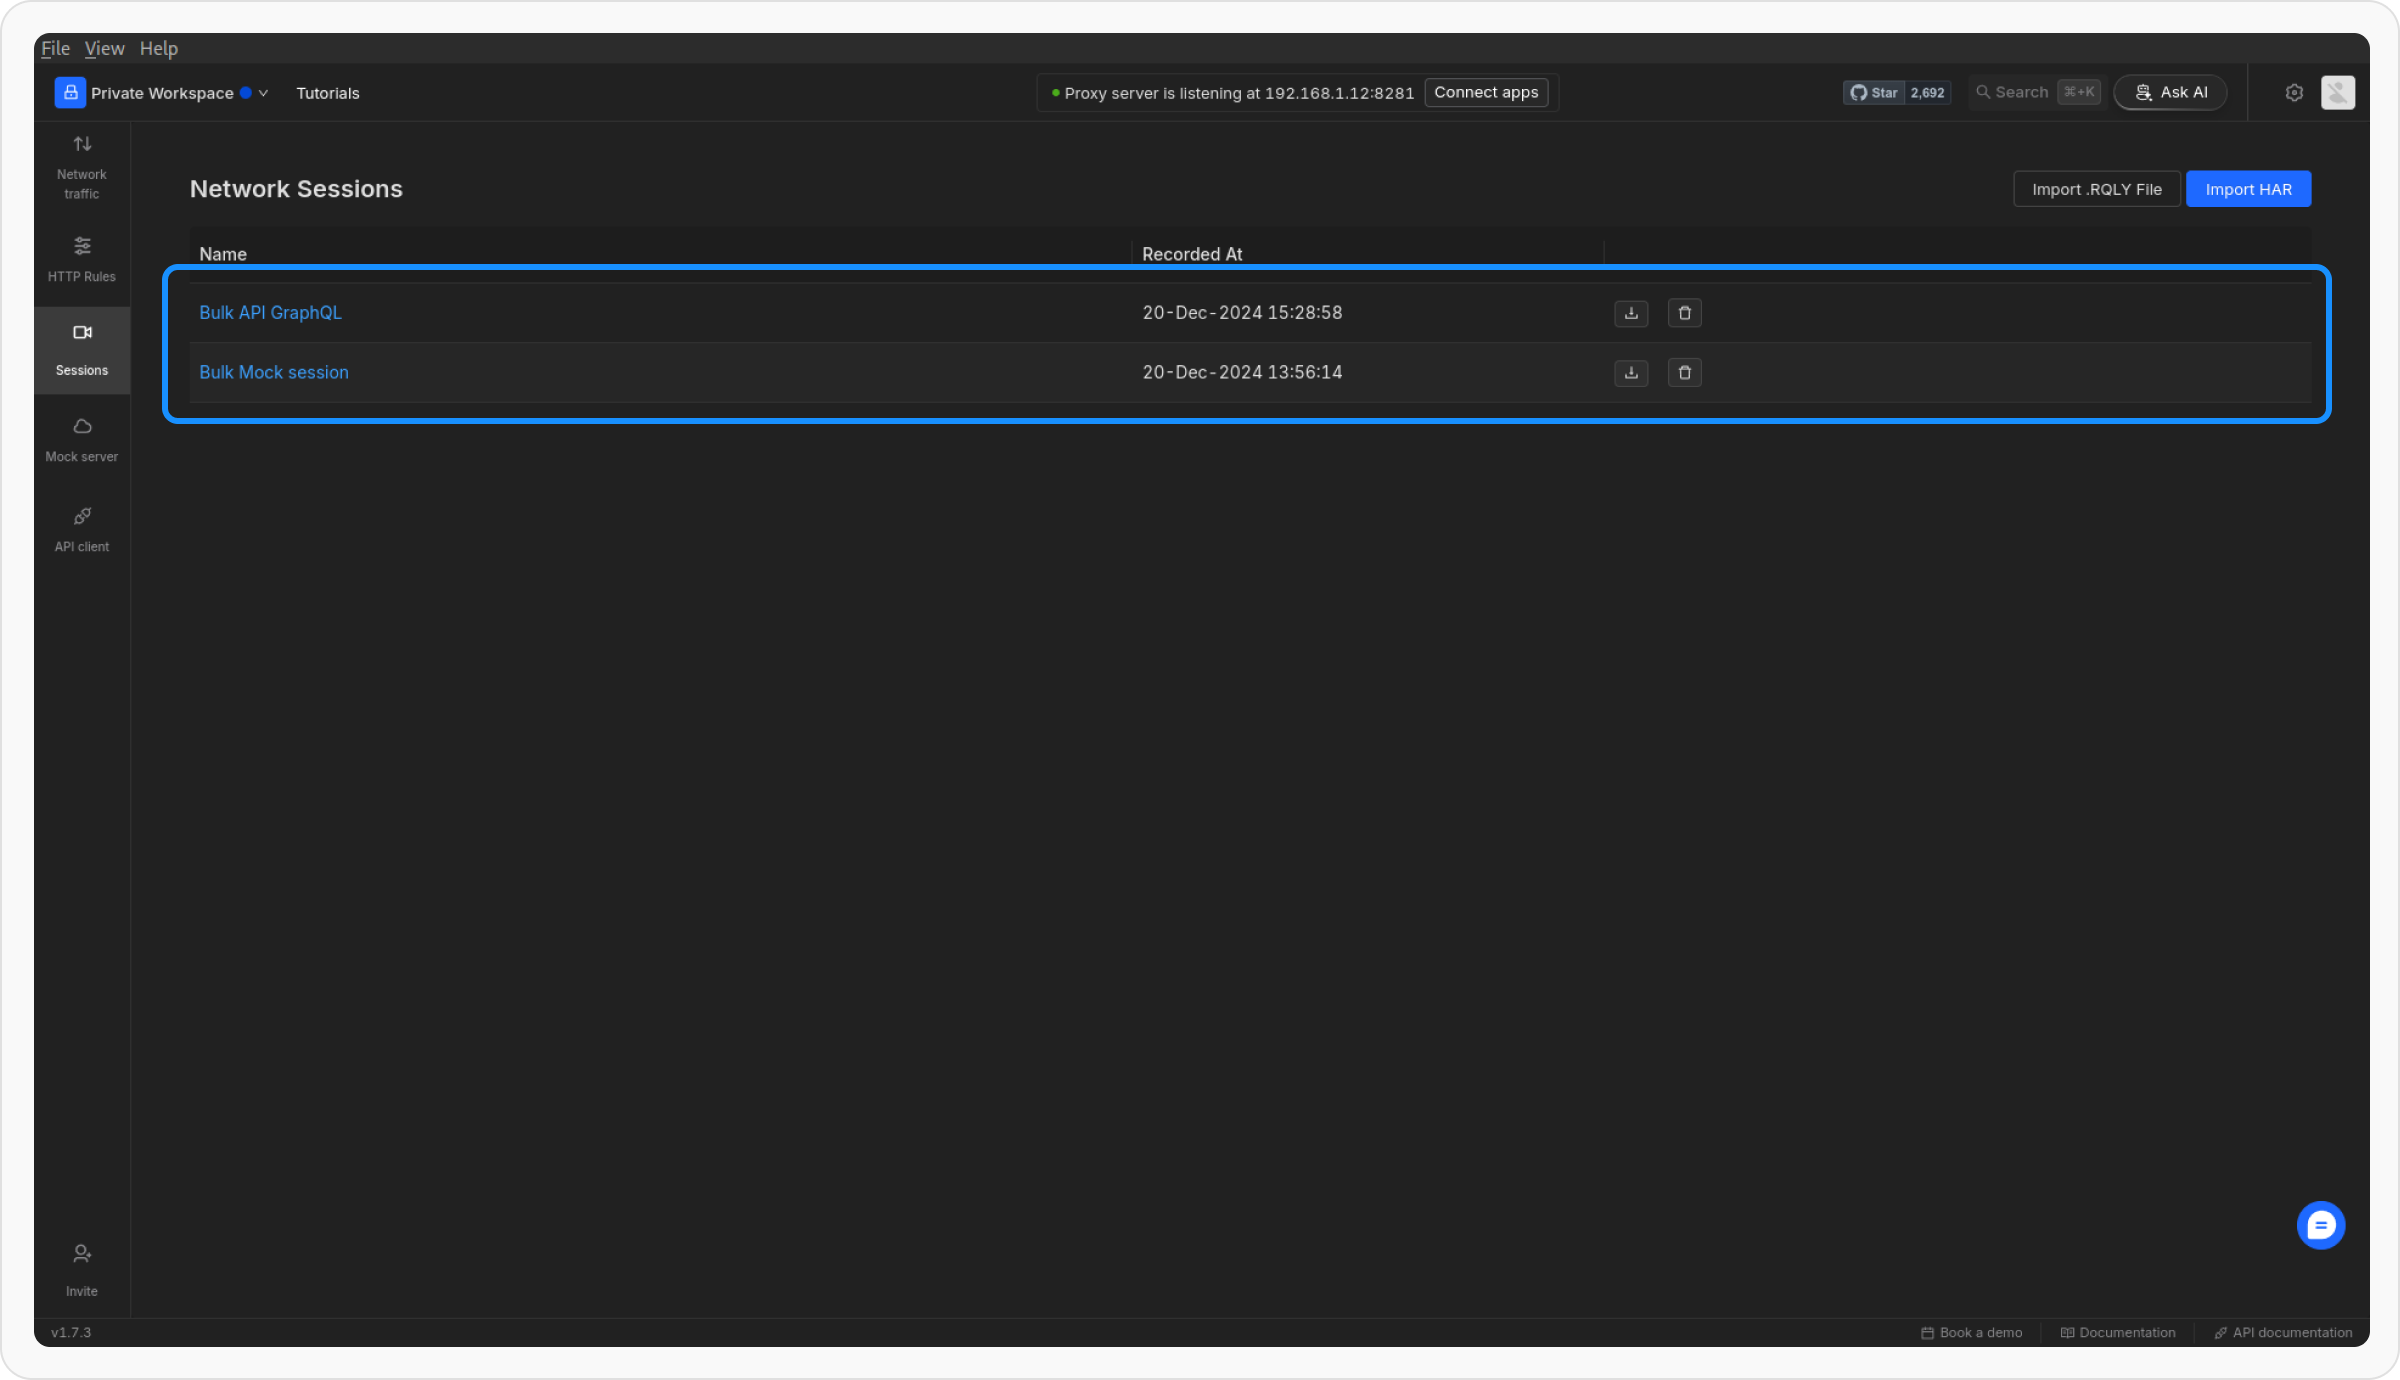 File View Help
Private Workspace Tutorials Proxy server is listening at 192.168.1.12:8281 Connect apps Star 2,692 Search ⌘+K Ask AI
Network
traffic
HTTP Rules
Sessions
Mock server
API client
Invite
Network Sessions Import .RQLY File Import HAR
Name Recorded At
Bulk API GraphQL 20-Dec-2024 15:28:58
Bulk Mock session 20-Dec-2024 13:56:14
v1.7.3 Book a demo Documentation API documentation